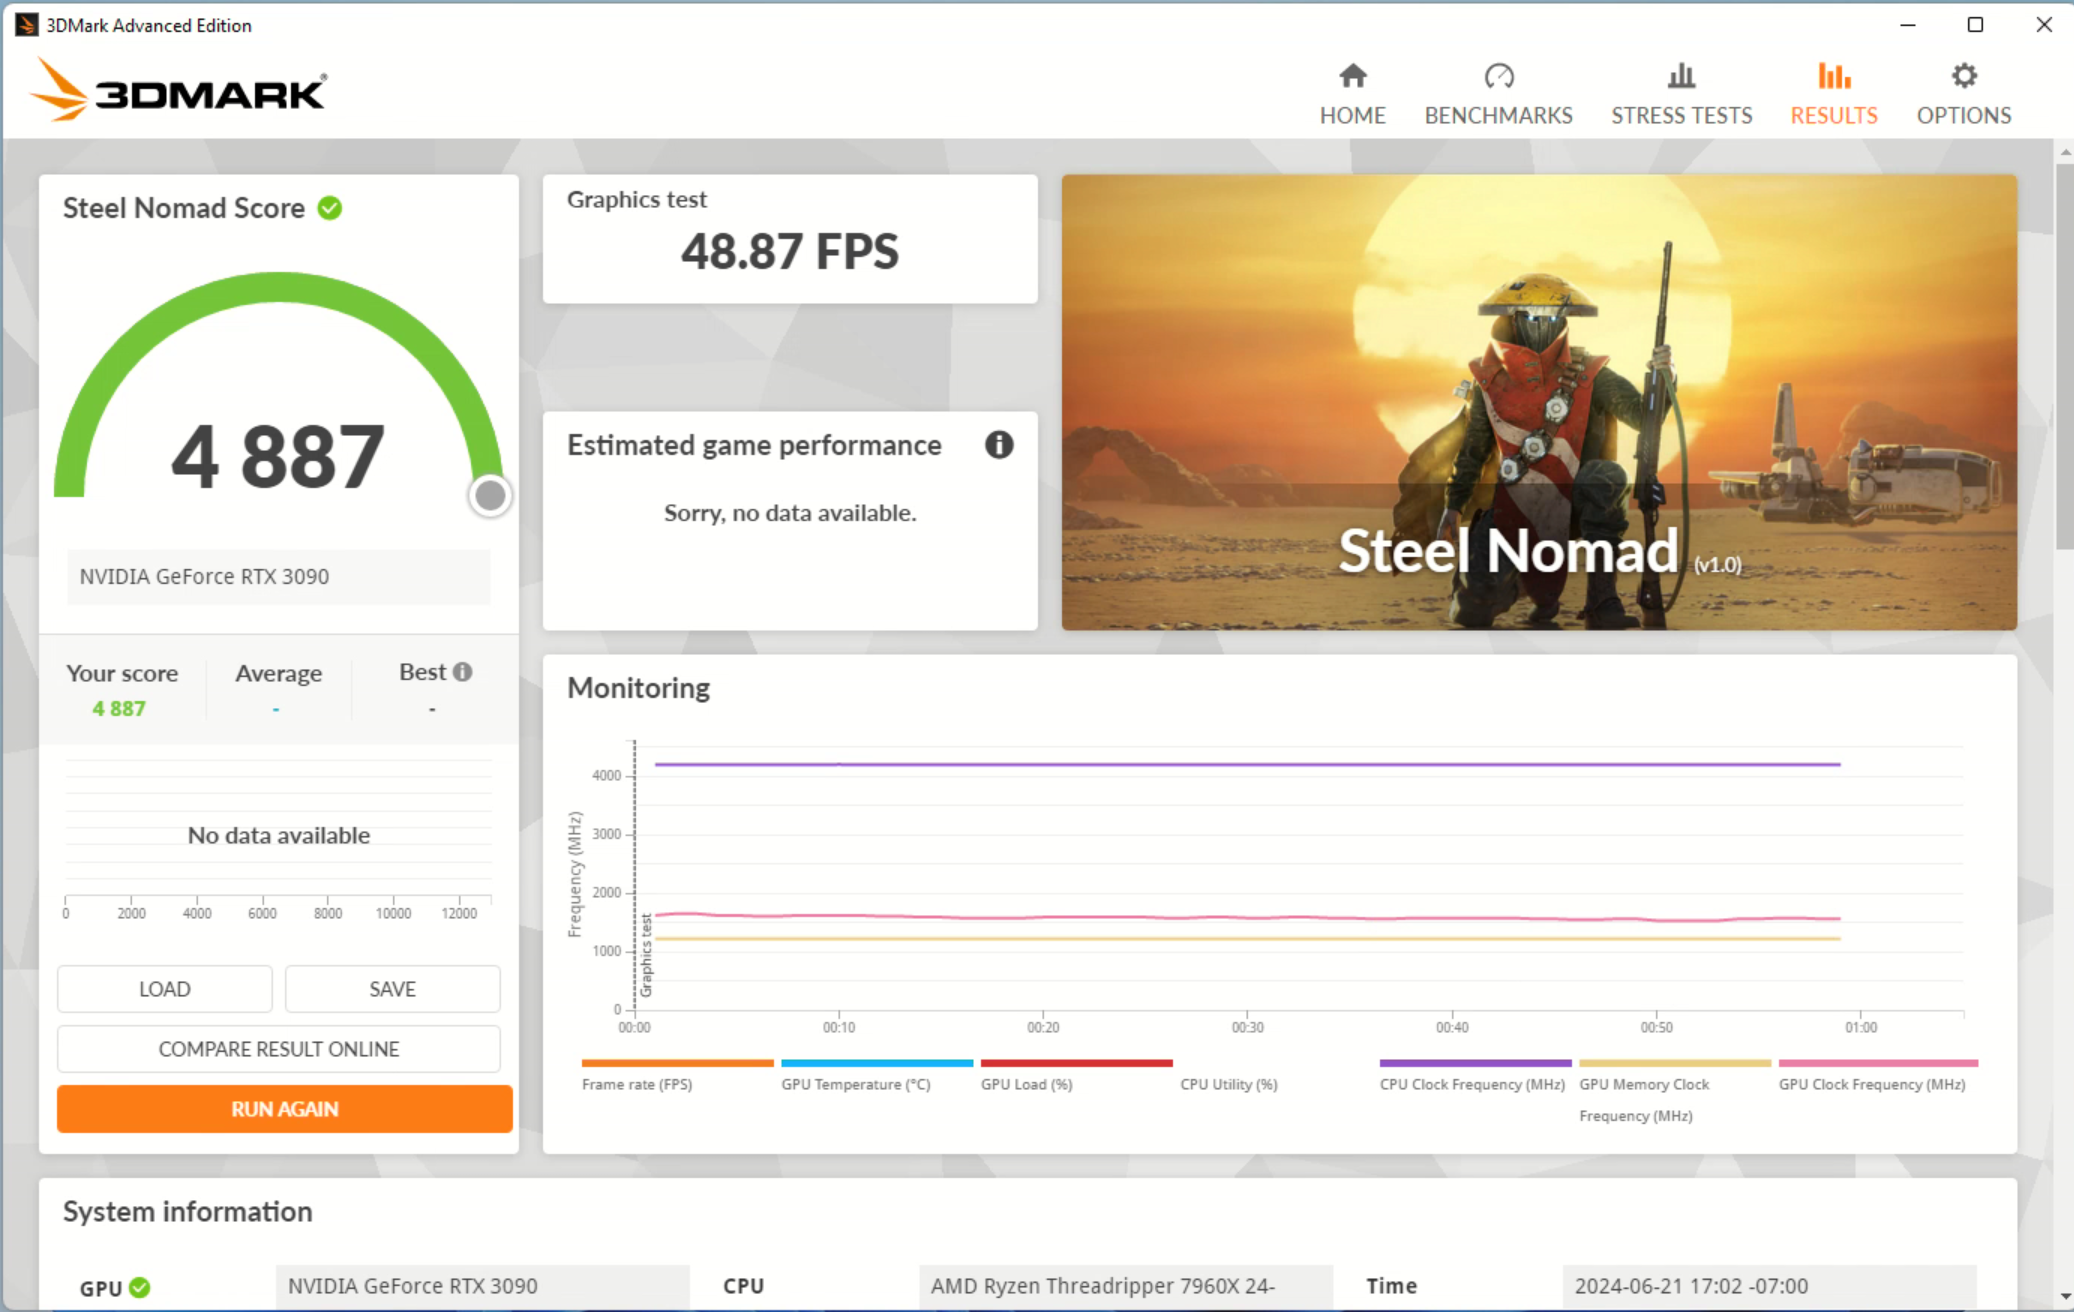 3DMark Advanced Edition
3DMARK®
HOME
BENCHMARKS
STRESS TESTS
RESULTS
OPTIONS
Steel Nomad Score
4 887
NVIDIA GeForce RTX 3090
Your score
Average
Best
4 887
-
-
No data available
0 2000 4000 6000 8000 10000 12000
LOAD
SAVE
COMPARE RESULT ONLINE
RUN AGAIN
Graphics test
48.87 FPS
Estimated game performance
Sorry, no data available.
Steel Nomad (v1.0)
Monitoring
Frequency (MHz)
4000
3000
2000
1000
0
Graphics test
00:00 00:10 00:20 00:30 00:40 00:50 01:00
Frame rate (FPS)
GPU Temperature (°C)
GPU Load (%)
CPU Utility (%)
CPU Clock Frequency (MHz)
GPU Memory Clock
Frequency (MHz)
GPU Clock Frequency (MHz)
System information
GPU
NVIDIA GeForce RTX 3090
CPU
AMD Ryzen Threadripper 7960X 24-
Time
2024-06-21 17:02 -07:00